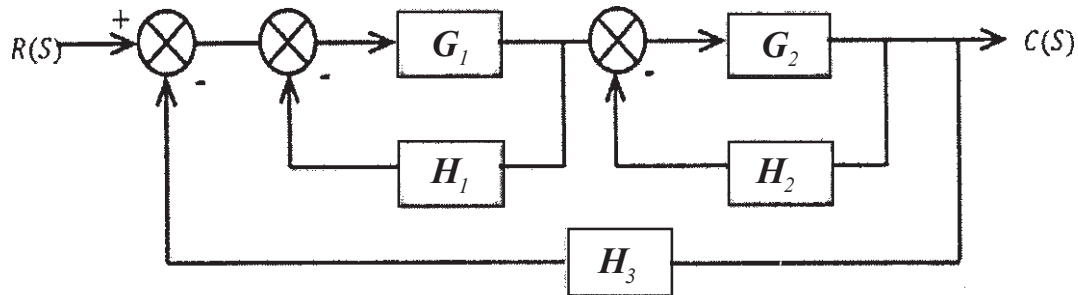 +
R(S)
G₁
G₂
C(S)
-
-
-
H₁
H₂
H₃